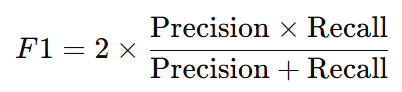 F1 = 2 × Precision × Recall / Precision + Recall